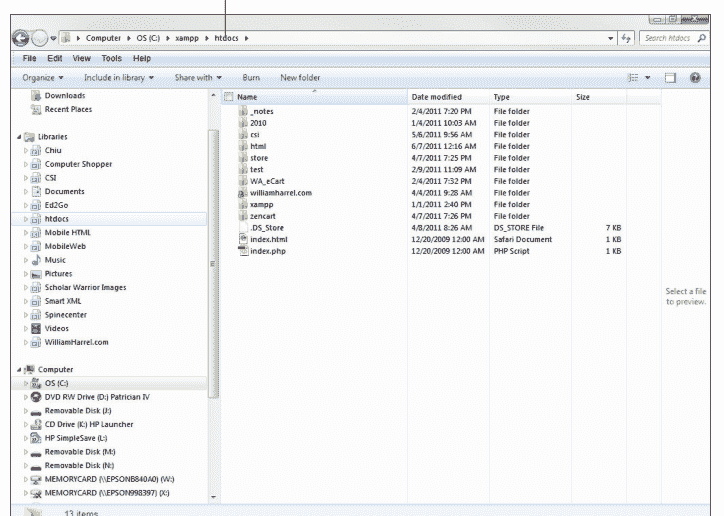 Computer ▸ OS (C:) ▸ xampp ▸ htdocs ▸
Search htdocs
File Edit View Tools Help
Organize Include in library Share with Burn New folder
Downloads
Recent Places
Libraries
Chiu
Computer Shopper
CSI
Documents
Ed2Go
htdocs
Mobile HTML
MobileWeb
Music
Pictures
Scholar Warrior Images
Smart XML
Spinecenter
Videos
WilliamHarrel.com
Computer
OS (C:)
DVD RW Drive (D:) Patrician IV
Removable Disk (J:)
CD Drive (K:) HP Launcher
HP SimpleSave (L:)
Removable Disk (M:)
Removable Disk (N:)
MEMORYCARD (\\EPSONB840A0) (W:)
MEMORYCARD (\\EPSON998397) (X:)
Name Date modified Type Size
_notes 2/4/2011 7:20 PM File folder
2010 1/4/2011 10:03 AM File folder
csi 5/6/2011 9:56 AM File folder
html 6/7/2011 12:16 AM File folder
store 4/7/2011 7:25 PM File folder
test 2/9/2011 11:09 AM File folder
WA_eCart 2/4/2011 7:32 PM File folder
williamharrel.com 4/4/2011 9:28 AM File folder
xampp 1/1/2011 2:40 PM File folder
zencart 4/7/2011 7:26 PM File folder
.DS_Store 4/8/2011 8:26 AM DS_STORE File 7 KB
index.html 12/20/2009 12:00 AM Safari Document 1 KB
index.php 12/20/2009 12:00 AM PHP Script 1 KB
Select a file
to preview.
13 items